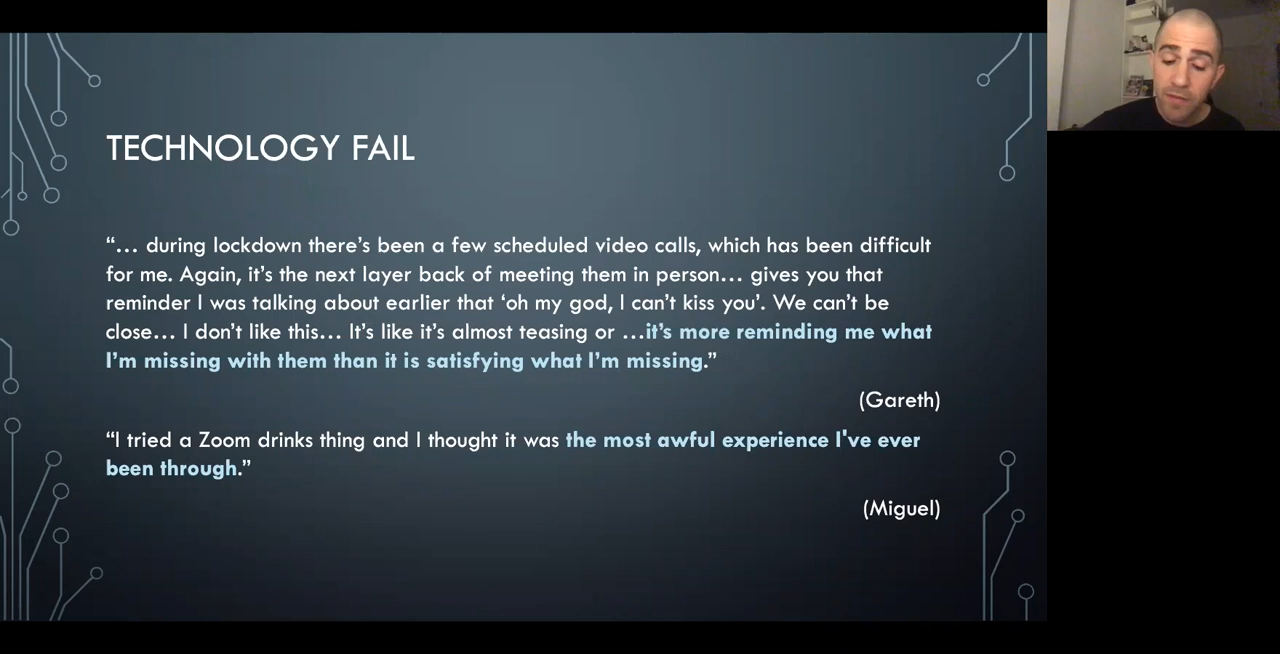 TECHNOLOGY FAIL
“… during lockdown there’s been a few scheduled video calls, which has been difficult
for me. Again, it’s the next layer back of meeting them in person… gives you that
reminder I was talking about earlier that ‘oh my god, I can’t kiss you’. We can’t be
close… I don’t like this… It’s like it’s almost teasing or …it’s more reminding me what
I’m missing with them than it is satisfying what I’m missing.”
(Gareth)
“I tried a Zoom drinks thing and I thought it was the most awful experience I've ever
been through.”
(Miguel)